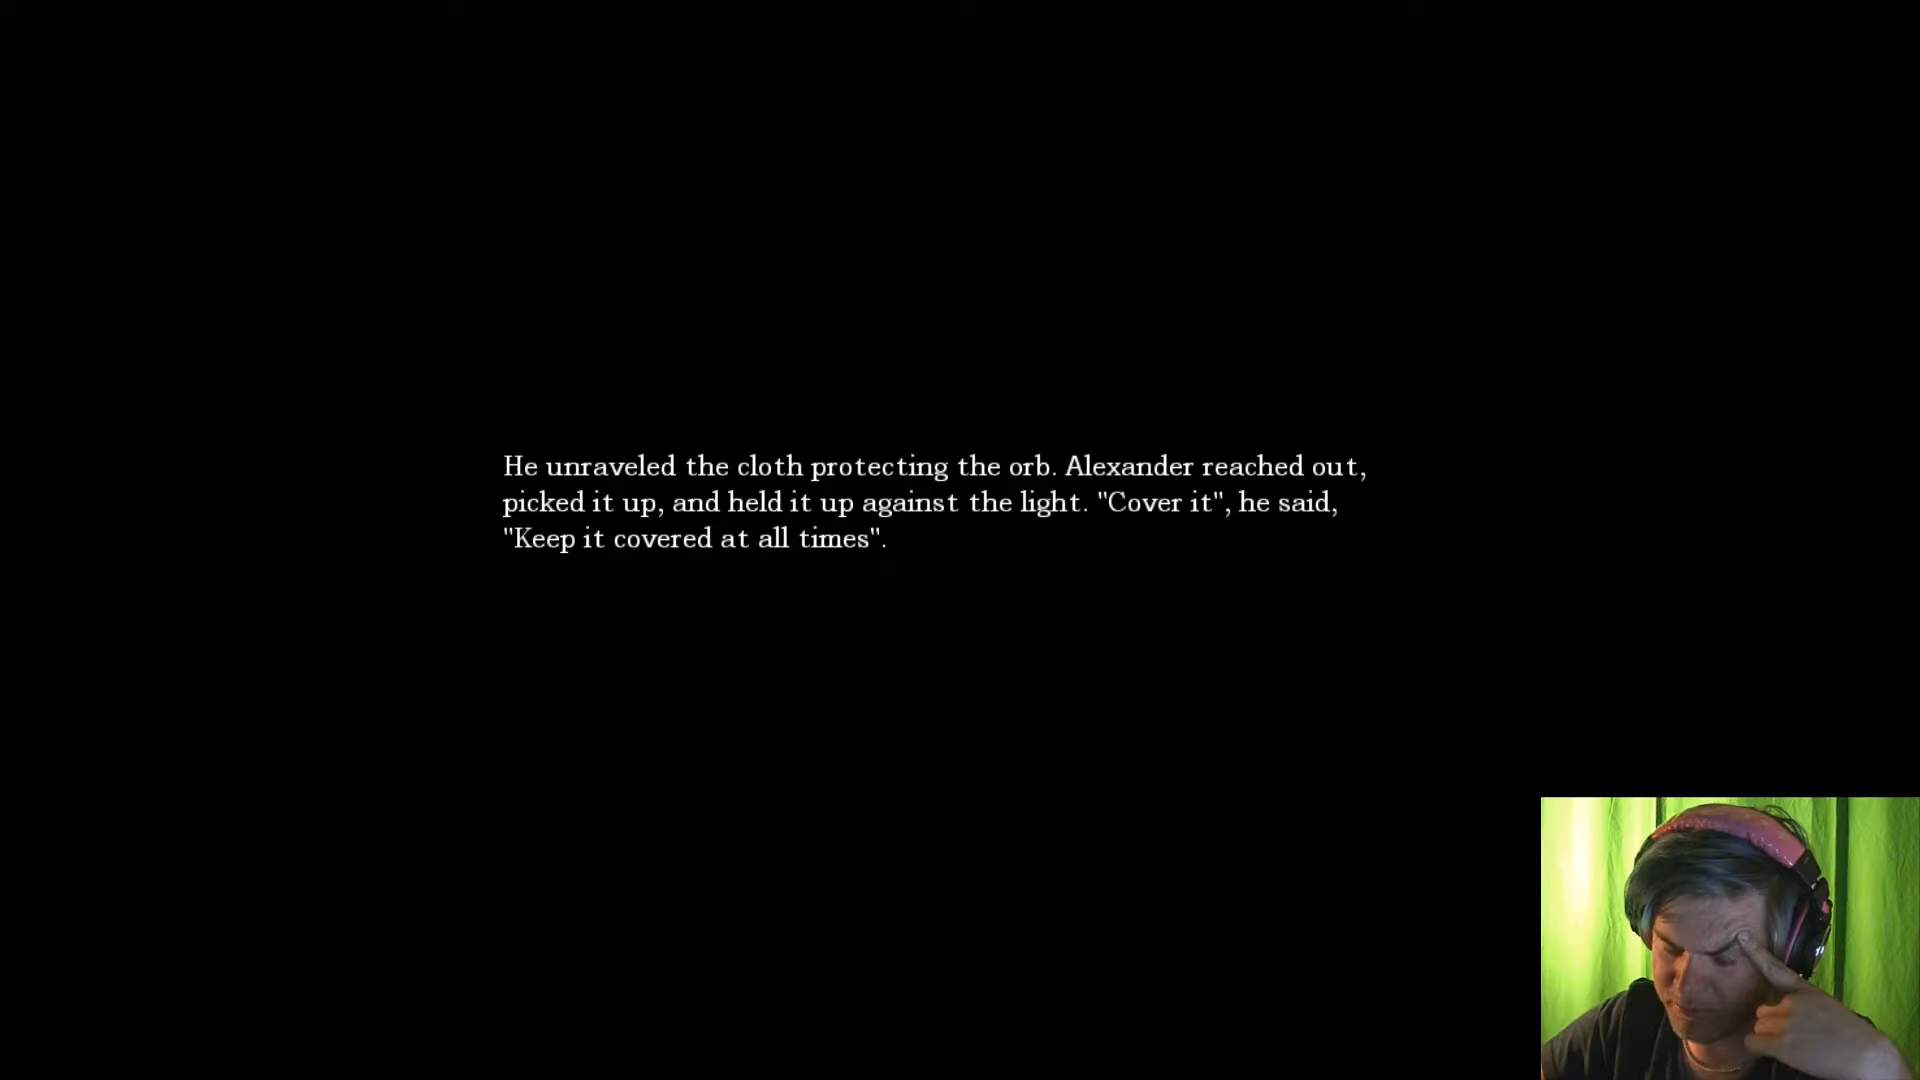 He unraveled the cloth protecting the orb. Alexander reached out,
picked it up, and held it up against the light. "Cover it", he said,
"Keep it covered at all times".